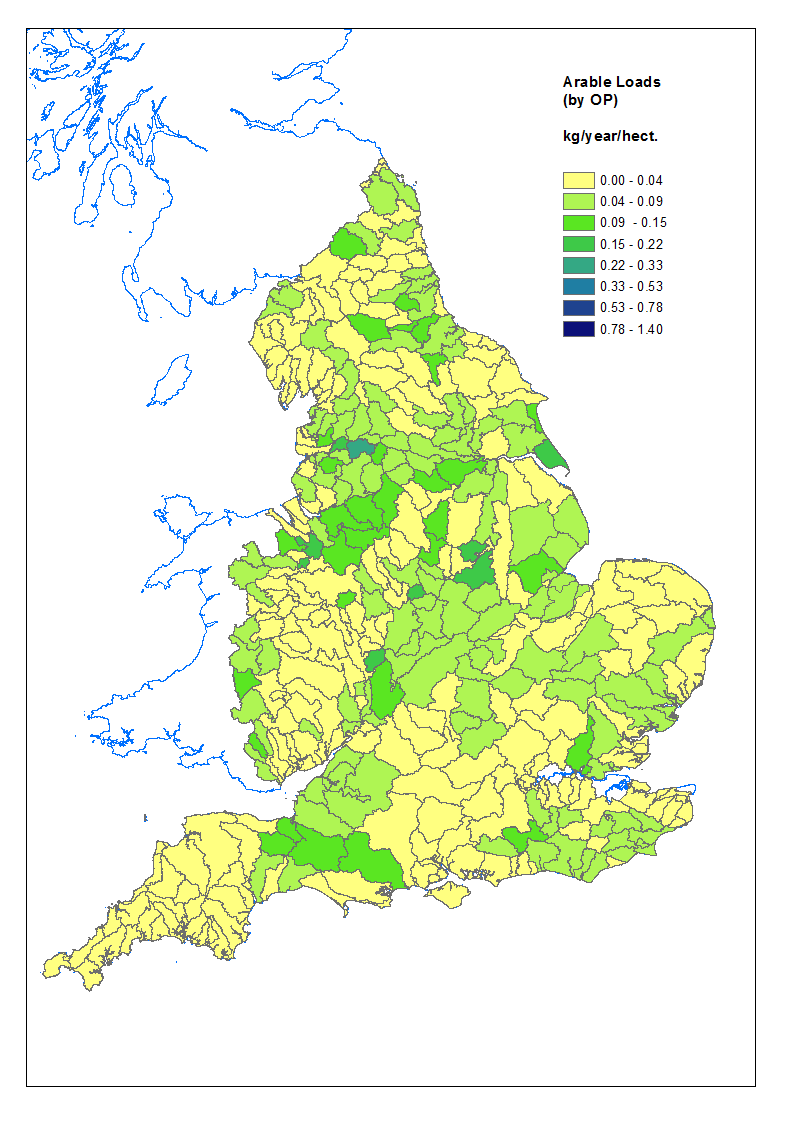 Arable Loads
(by OP)
kg/year/hect.
0.00 - 0.04
0.04 - 0.09
0.09 - 0.15
0.15 - 0.22
0.22 - 0.33
0.33 - 0.53
0.53 - 0.78
0.78 - 1.40